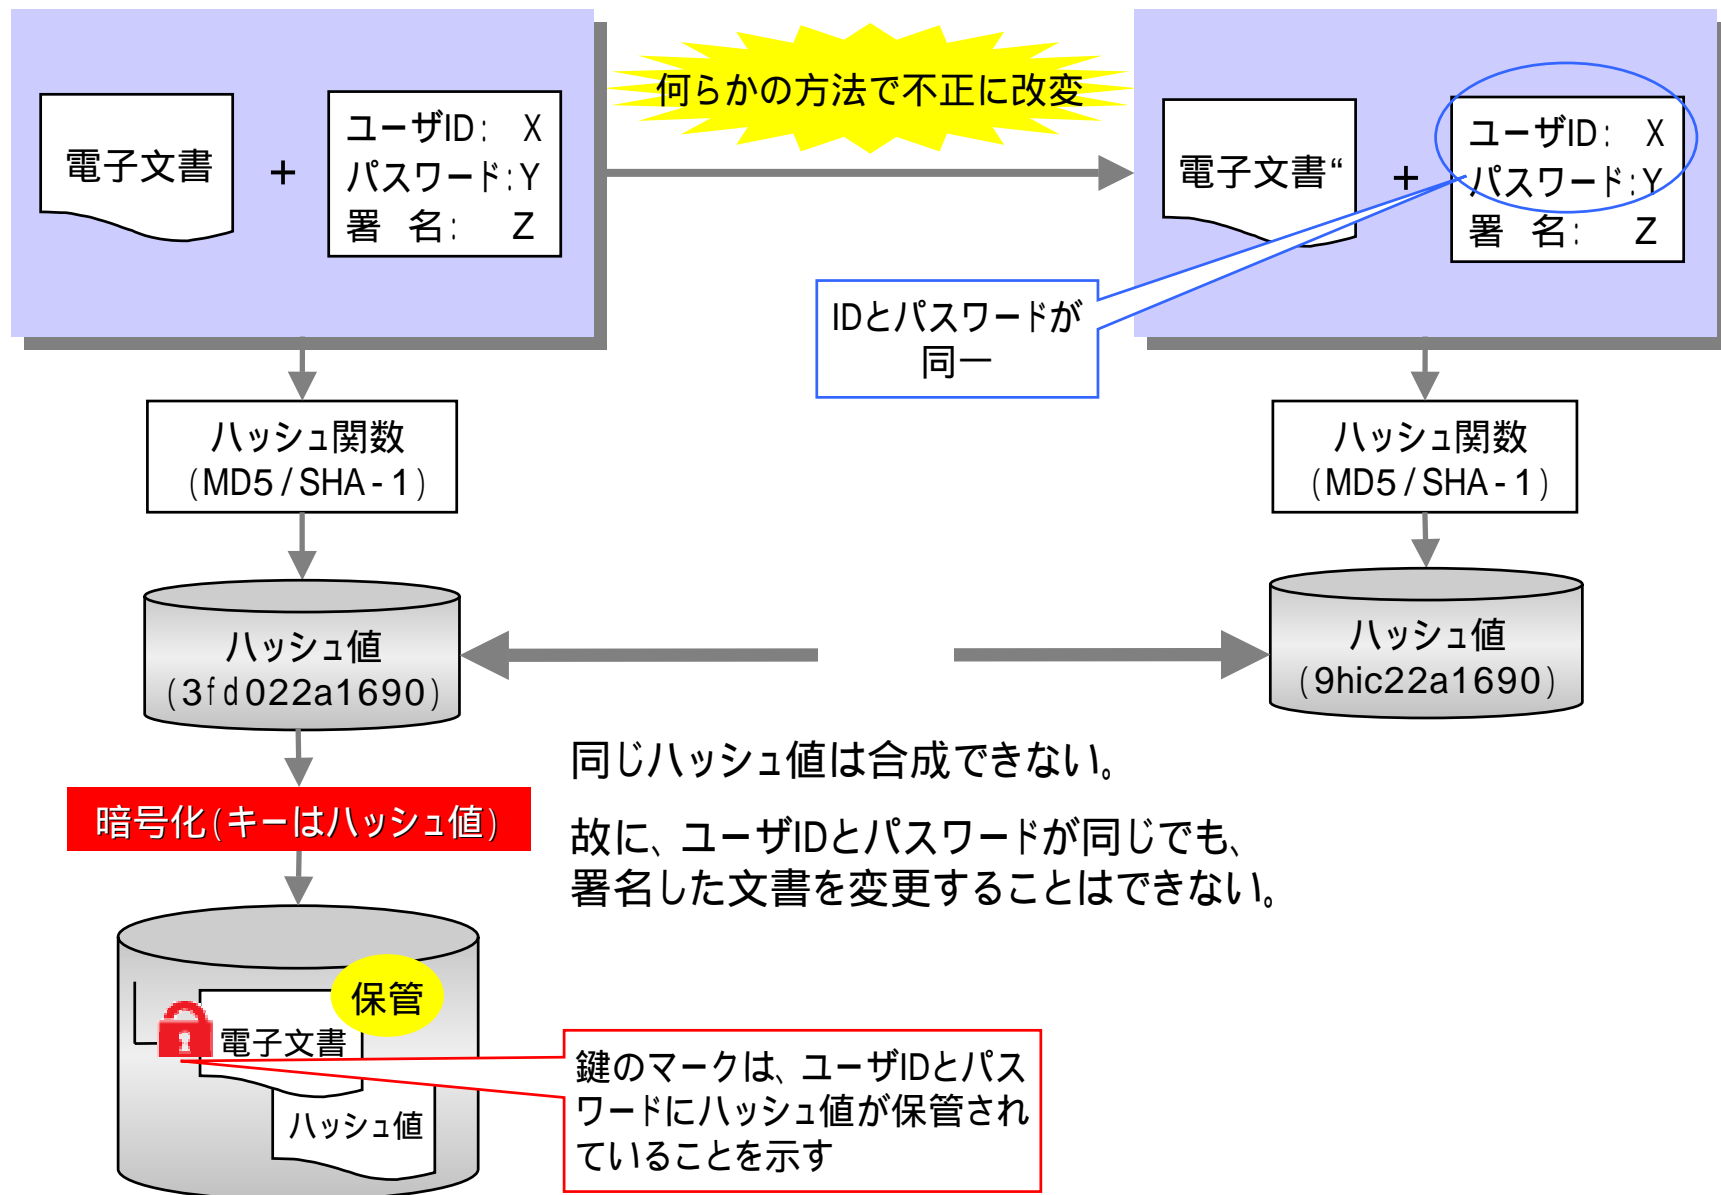 何らかの方法で不正に改変
電子文書
+
ユーザID: X
パスワード:Y
署 名: Z
電子文書“
+
ユーザID: X
パスワード:Y
署 名: Z
IDとパスワードが
同一
ハッシュ関数
(MD5/SHA-1)
ハッシュ関数
(MD5/SHA-1)
ハッシュ値
(3fd022a1690)
ハッシュ値
(9hic22a1690)
同じハッシュ値は合成できない。
暗号化(キーはハッシュ値)
故に、ユーザIDとパスワードが同じでも、
署名した文書を変更することはできない。
保管
電子文書
ハッシュ値
鍵のマークは、ユーザIDとパス
ワードにハッシュ値が保管され
ていることを示す